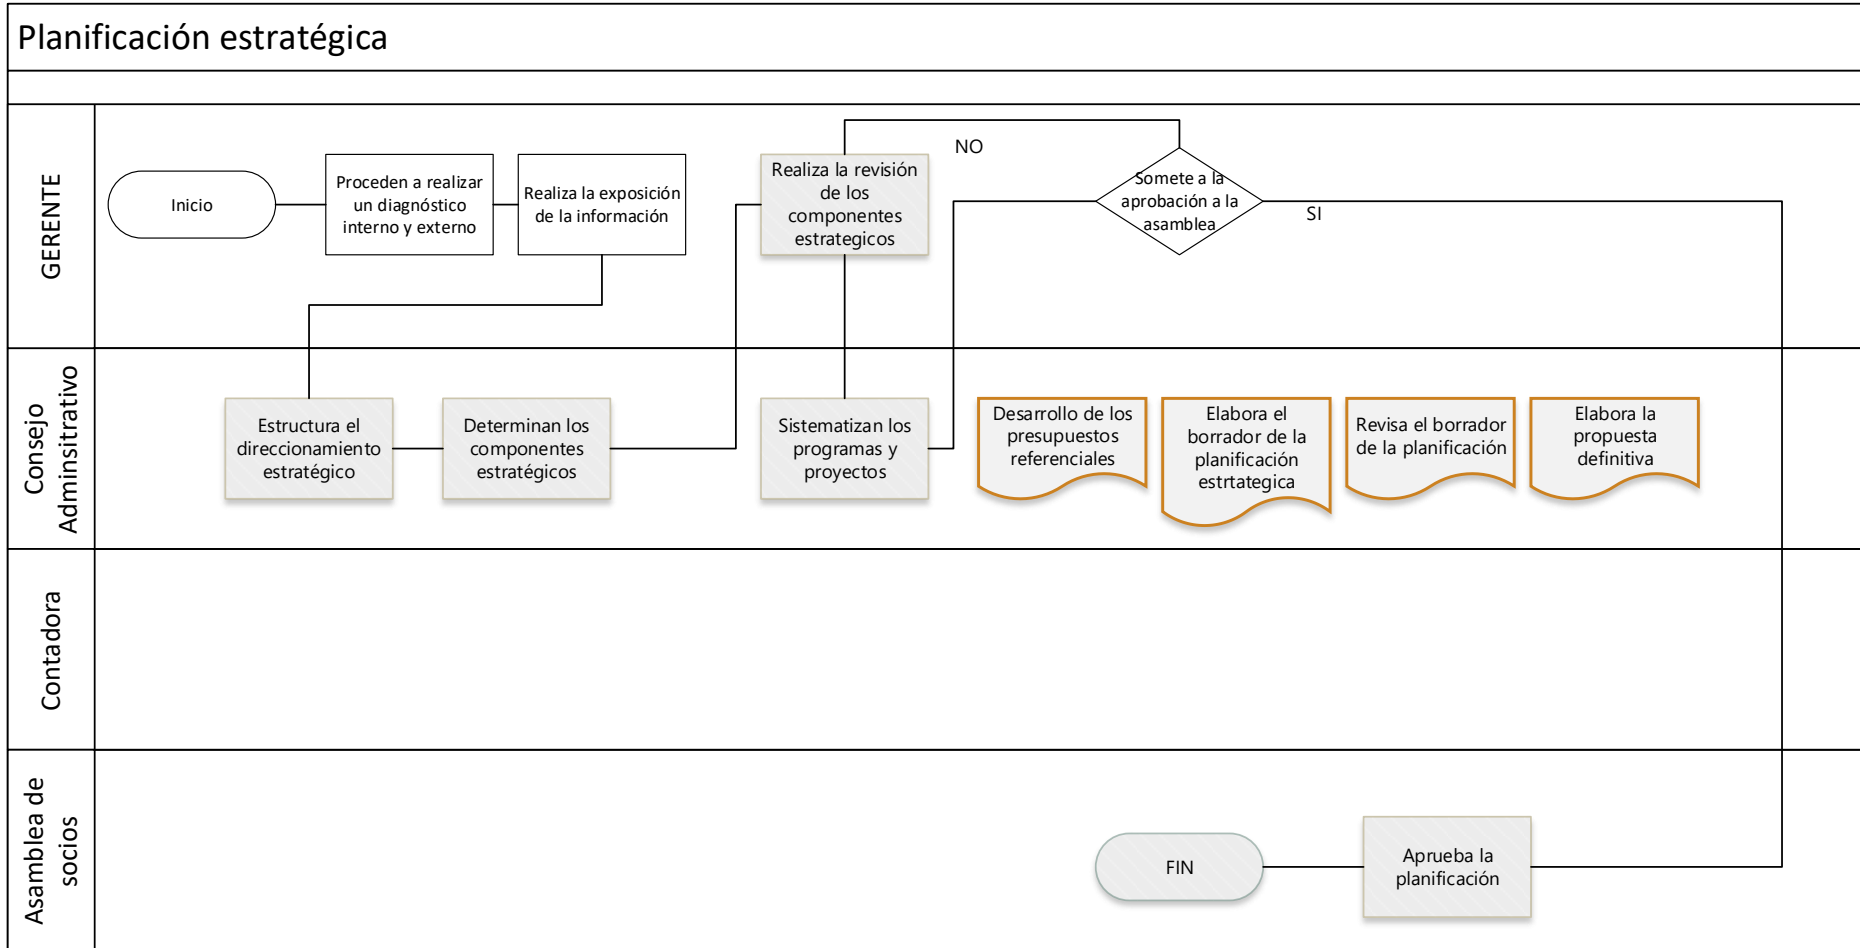 Planificación estratégica
GERENTE
Inicio
Proceden a realizar
un diagnóstico
interno y externo
Realiza la exposición
de la información
Realiza la revisión
de los
componentes
estrategicos
NO
Somete a la
aprobación a la
asamblea
SI
Consejo
Adminsitrativo
Estructura el
direccionamiento
estratégico
Determinan los
componentes
estratégicos
Sistematizan los
programas y
proyectos
Desarrollo de los
presupuestos
referenciales
Elabora el
borrador de la
planificación
estrtategica
Revisa el borrador
de la planificación
Elabora la
propuesta
definitiva
Contadora
Asamblea de
socios
FIN
Aprueba la
planificación